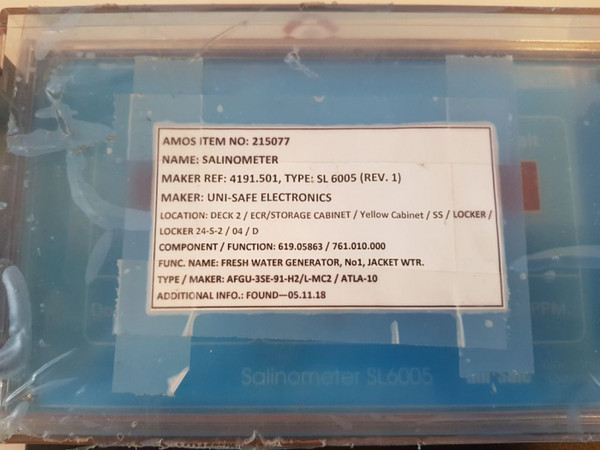 AMOS ITEM NO: 215077
NAME: SALINOMETER
MAKER REF: 4191.501, TYPE: SL 6005 (REV. 1)
MAKER: UNI-SAFE ELECTRONICS
LOCATION: DECK 2 / ECR/STORAGE CABINET / Yellow Cabinet / SS / LOCKER /
LOCKER 24-S-2 / 04 / D
COMPONENT / FUNCTION: 619.05863 / 761.010.000
FUNC. NAME: FRESH WATER GENERATOR, No1, JACKET WTR.
TYPE / MAKER: AFGU-3SE-91-H2/L-MC2 / ATLA-10
ADDITIONAL INFO.: FOUND—05.11.18
PPM
Salinometer SL6005